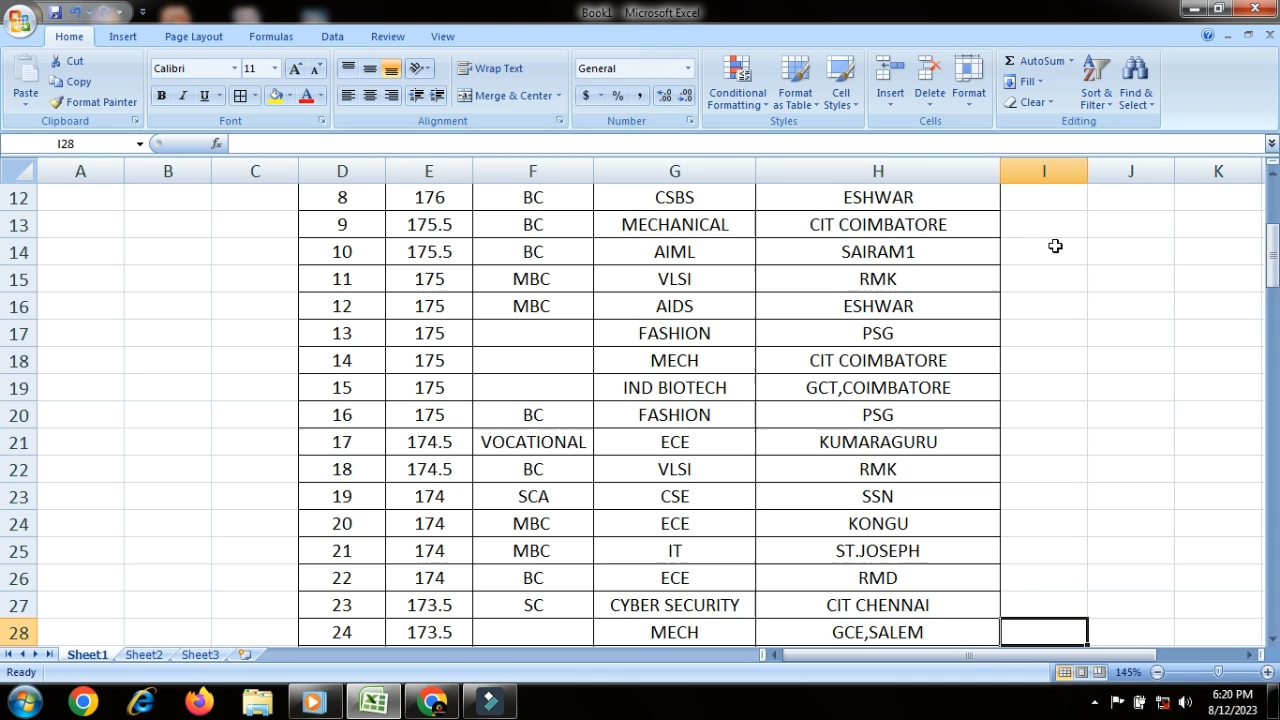 Book1 - Microsoft Excel
Home Insert Page Layout Formulas Data Review View
Paste Cut Copy Format Painter Clipboard
Calibri 11 B I U A A A Font
Wrap Text Merge & Center Alignment
General $ % , Number
Conditional Formatting Format as Table Cell Styles Styles
Insert Delete Format Cells
Σ AutoSum Fill Clear Sort & Filter Find & Select Editing
I28 fx
A B C D E F G H I J K
12 8 176 BC CSBS ESHWAR
13 9 175.5 BC MECHANICAL CIT COIMBATORE
14 10 175.5 BC AIML SAIRAM1
15 11 175 MBC VLSI RMK
16 12 175 MBC AIDS ESHWAR
17 13 175 FASHION PSG
18 14 175 MECH CIT COIMBATORE
19 15 175 IND BIOTECH GCT,COIMBATORE
20 16 175 BC FASHION PSG
21 17 174.5 VOCATIONAL ECE KUMARAGURU
22 18 174.5 BC VLSI RMK
23 19 174 SCA CSE SSN
24 20 174 MBC ECE KONGU
25 21 174 MBC IT ST.JOSEPH
26 22 174 BC ECE RMD
27 23 173.5 SC CYBER SECURITY CIT CHENNAI
28 24 173.5 MECH GCE,SALEM
Sheet1 Sheet2 Sheet3
Ready 145%
6:20 PM
8/12/2023